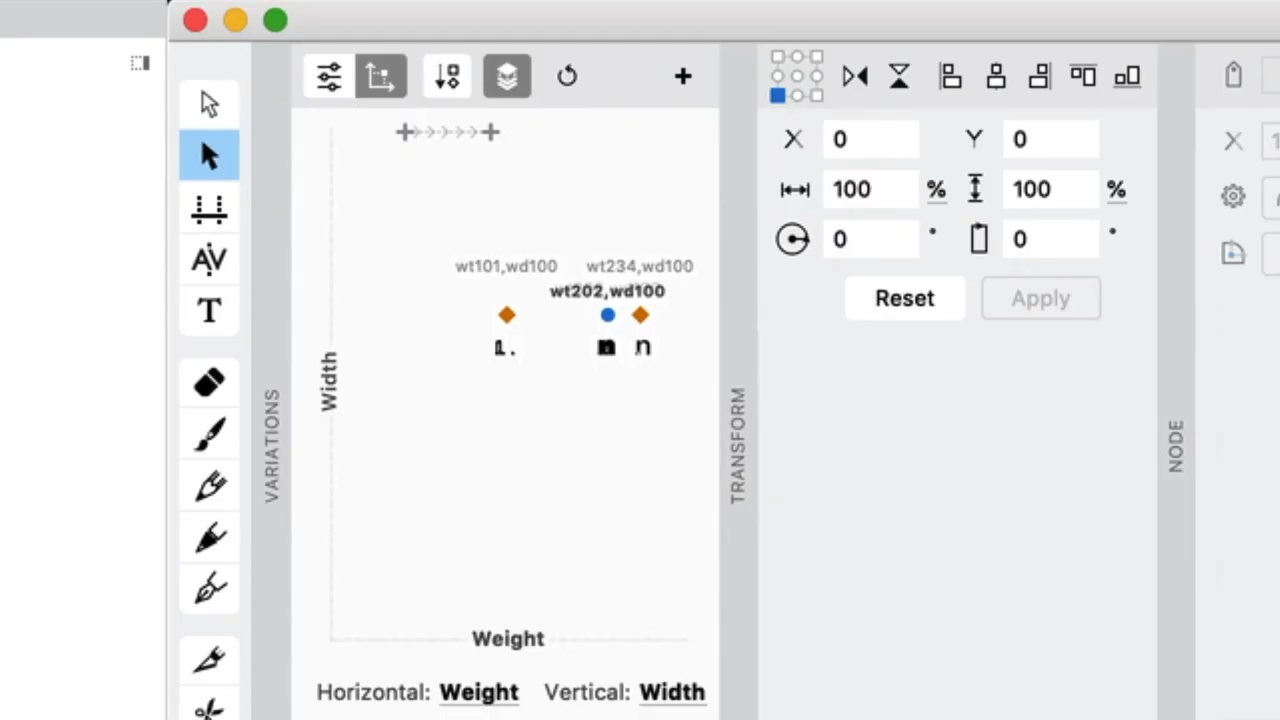 X 0 Y 0
100 % 100 %
0 ° 0 °
wt101,wd100 wt234,wd100
wt202,wd100
Reset Apply
T
n
Width
VARIATIONS
TRANSFORM
NODE
X 1
Weight
Horizontal: Weight Vertical: Width